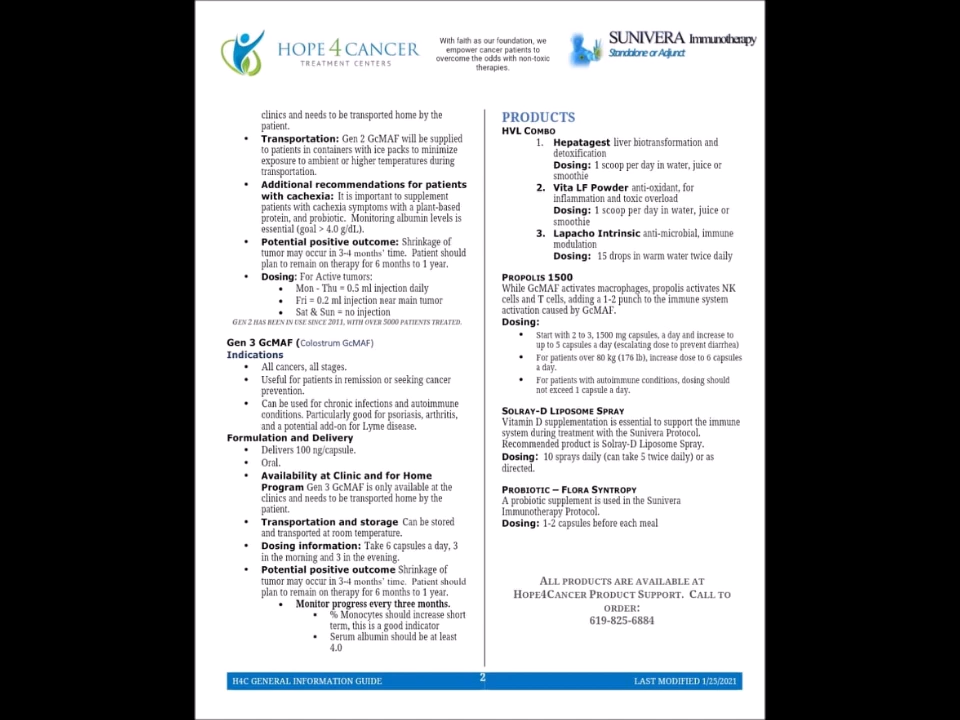 HOPE4CANCER
TREATMENT CENTERS
With faith as our foundation, we
empower cancer patients to
overcome the odds with non-toxic
therapies.
SUNIVERA Immunotherapy
Standalone or Adjunct
clinics and needs to be transported home by the
patient.
• Transportation: Gen 2 GcMAF will be supplied
to patients in containers with ice packs to minimize
exposure to ambient or higher temperatures during
transportation.
• Additional recommendations for patients
with cachexia: It is important to supplement
patients with cachexia symptoms with a plant-based
protein, and probiotic. Monitoring albumin levels is
essential (goal > 4.0 g/dL).
• Potential positive outcome: Shrinkage of
tumor may occur in 3-4 months' time. Patient should
plan to remain on therapy for 6 months to 1 year.
• Dosing: For Active tumors:
• Mon - Thu = 0.5 ml injection daily
• Fri = 0.2 ml injection near main tumor
• Sat & Sun = no injection
GEN 2 HAS BEEN IN USE SINCE 2011, WITH OVER 5000 PATIENTS TREATED.
Gen 3 GcMAF (Colostrum GcMAF)
Indications
• All cancers, all stages.
• Useful for patients in remission or seeking cancer
prevention.
• Can be used for chronic infections and autoimmune
conditions. Particularly good for psoriasis, arthritis,
and a potential add-on for Lyme disease.
Formulation and Delivery
• Delivers 100 ng/capsule.
• Oral.
• Availability at Clinic and for Home
Program Gen 3 GcMAF is only available at the
clinics and needs to be transported home by the
patient.
• Transportation and storage Can be stored
and transported at room temperature.
• Dosing information: Take 6 capsules a day, 3
in the morning and 3 in the evening.
• Potential positive outcome Shrinkage of
tumor may occur in 3-4 months' time. Patient should
plan to remain on therapy for 6 months to 1 year.
• Monitor progress every three months.
• % Monocytes should increase short
term, this is a good indicator
• Serum albumin should be at least
4.0
PRODUCTS
HVL COMBO
1. Hepatagest liver biotransformation and
detoxification
Dosing: 1 scoop per day in water, juice or
smoothie
2. Vita LF Powder anti-oxidant, for
inflammation and toxic overload
Dosing: 1 scoop per day in water, juice or
smoothie
3. Lapacho Intrinsic anti-microbial, immune
modulation
Dosing: 15 drops in warm water twice daily
PROPOLIS 1500
While GcMAF activates macrophages, propolis activates NK
cells and T cells, adding a 1-2 punch to the immune system
activation caused by GcMAF.
Dosing:
• Start with 2 to 3, 1500 mg capsules, a day and increase to
up to 5 capsules a day (escalating dose to prevent diarrhea)
• For patients over 80 kg (176 lb), increase dose to 6 capsules
a day.
• For patients with autoimmune conditions, dosing should
not exceed 1 capsule a day.
SOLRAY-D LIPOSOME SPRAY
Vitamin D supplementation is essential to support the immune
system during treatment with the Sunivera Protocol.
Recommended product is Solray-D Liposome Spray.
Dosing: 10 sprays daily (can take 5 twice daily) or as
directed.
PROBIOTIC – FLORA SYNTROPY
A probiotic supplement is used in the Sunivera
Immunotherapy Protocol.
Dosing: 1-2 capsules before each meal
ALL PRODUCTS ARE AVAILABLE AT
HOPE4CANCER PRODUCT SUPPORT. CALL TO
ORDER:
619-825-6884
H4C GENERAL INFORMATION GUIDE
2
LAST MODIFIED 1/25/2021